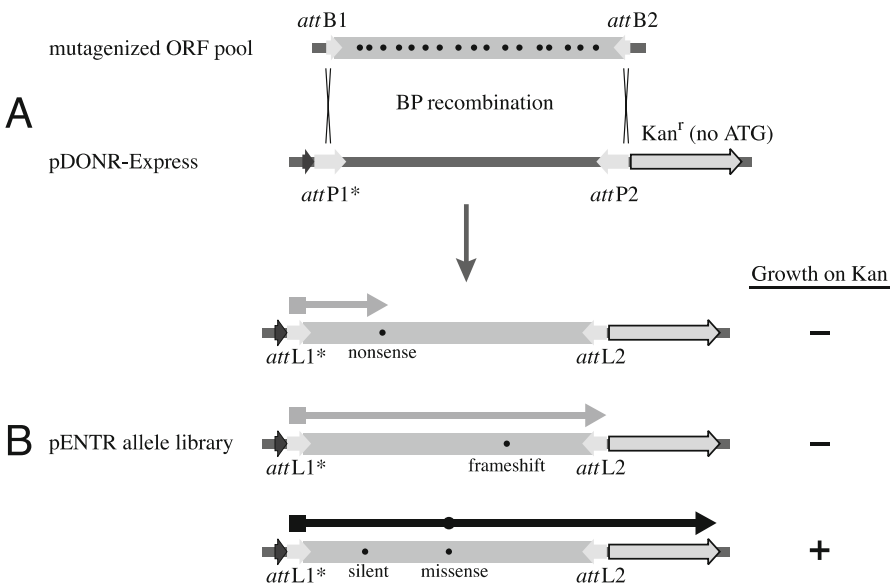 attB1
attB2
mutagenized ORF pool
A
BP recombination
Kanʳ (no ATG)
pDONR-Express
attP1*
attP2
Growth on Kan
attL1*
nonsense
attL2
−
B
pENTR allele library
attL1*
frameshift
attL2
−
attL1*
silent
missense
attL2
+